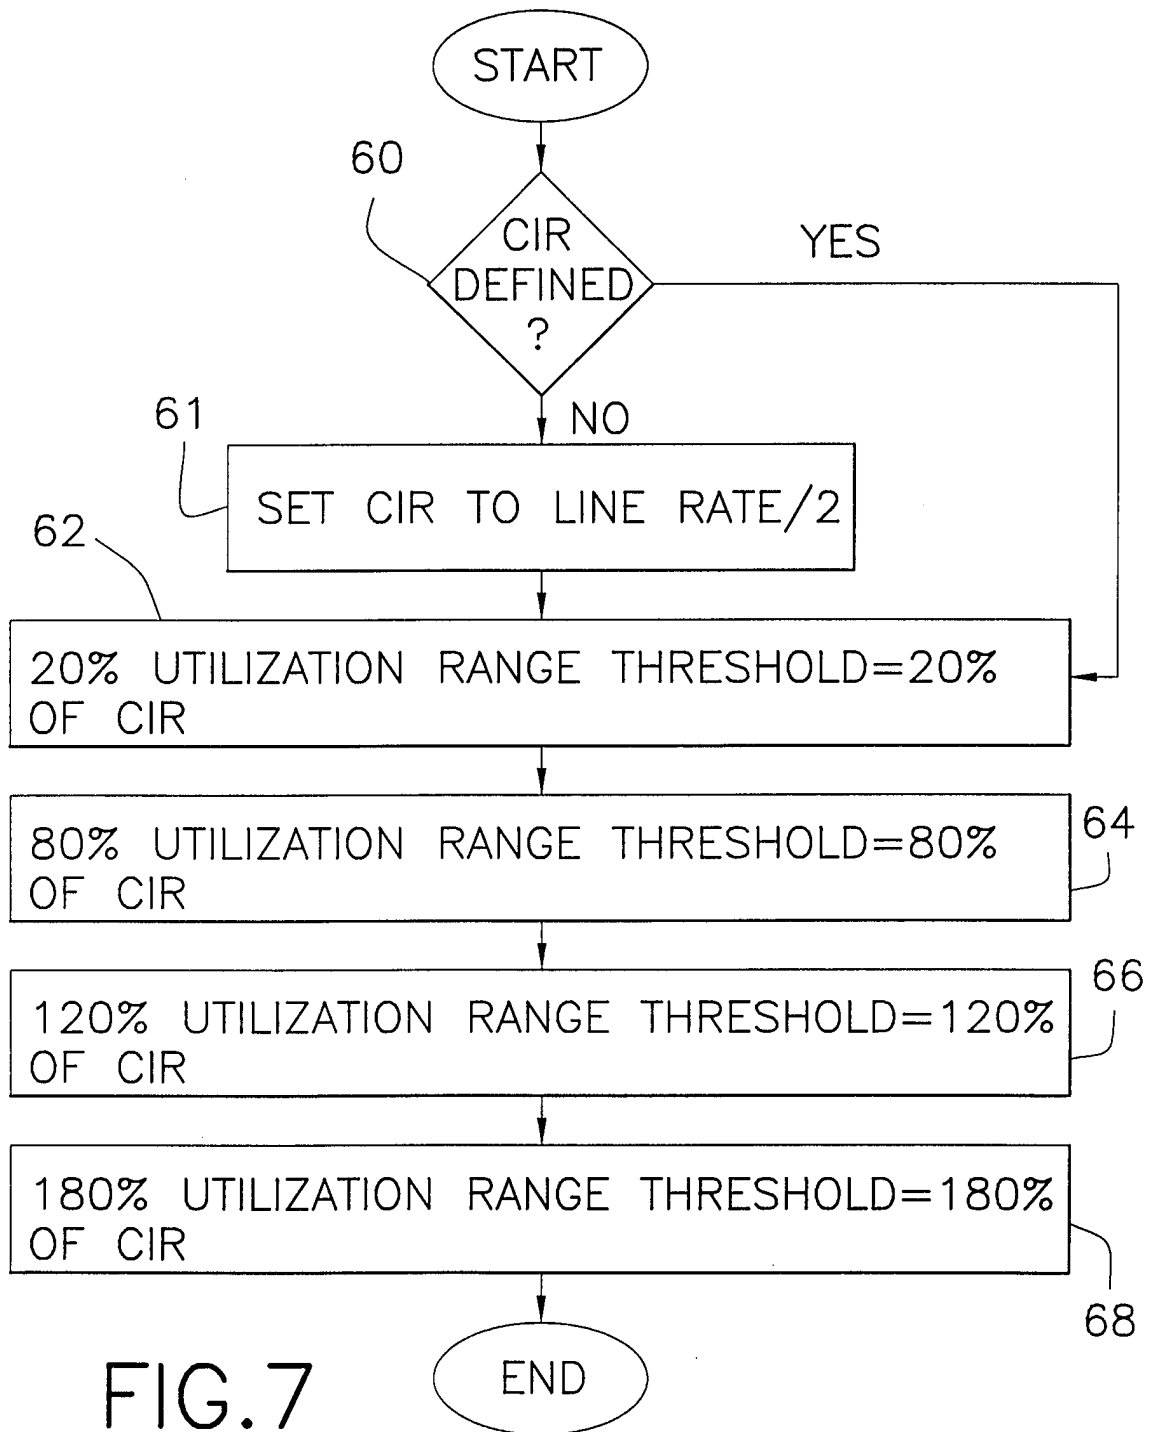 START
60
CIR
DEFINED
?
YES
NO
61
SET CIR TO LINE RATE/2
62
20% UTILIZATION RANGE THRESHOLD=20%
OF CIR
80% UTILIZATION RANGE THRESHOLD=80%
OF CIR
64
120% UTILIZATION RANGE THRESHOLD=120%
OF CIR
66
180% UTILIZATION RANGE THRESHOLD=180%
OF CIR
68
END
FIG.7